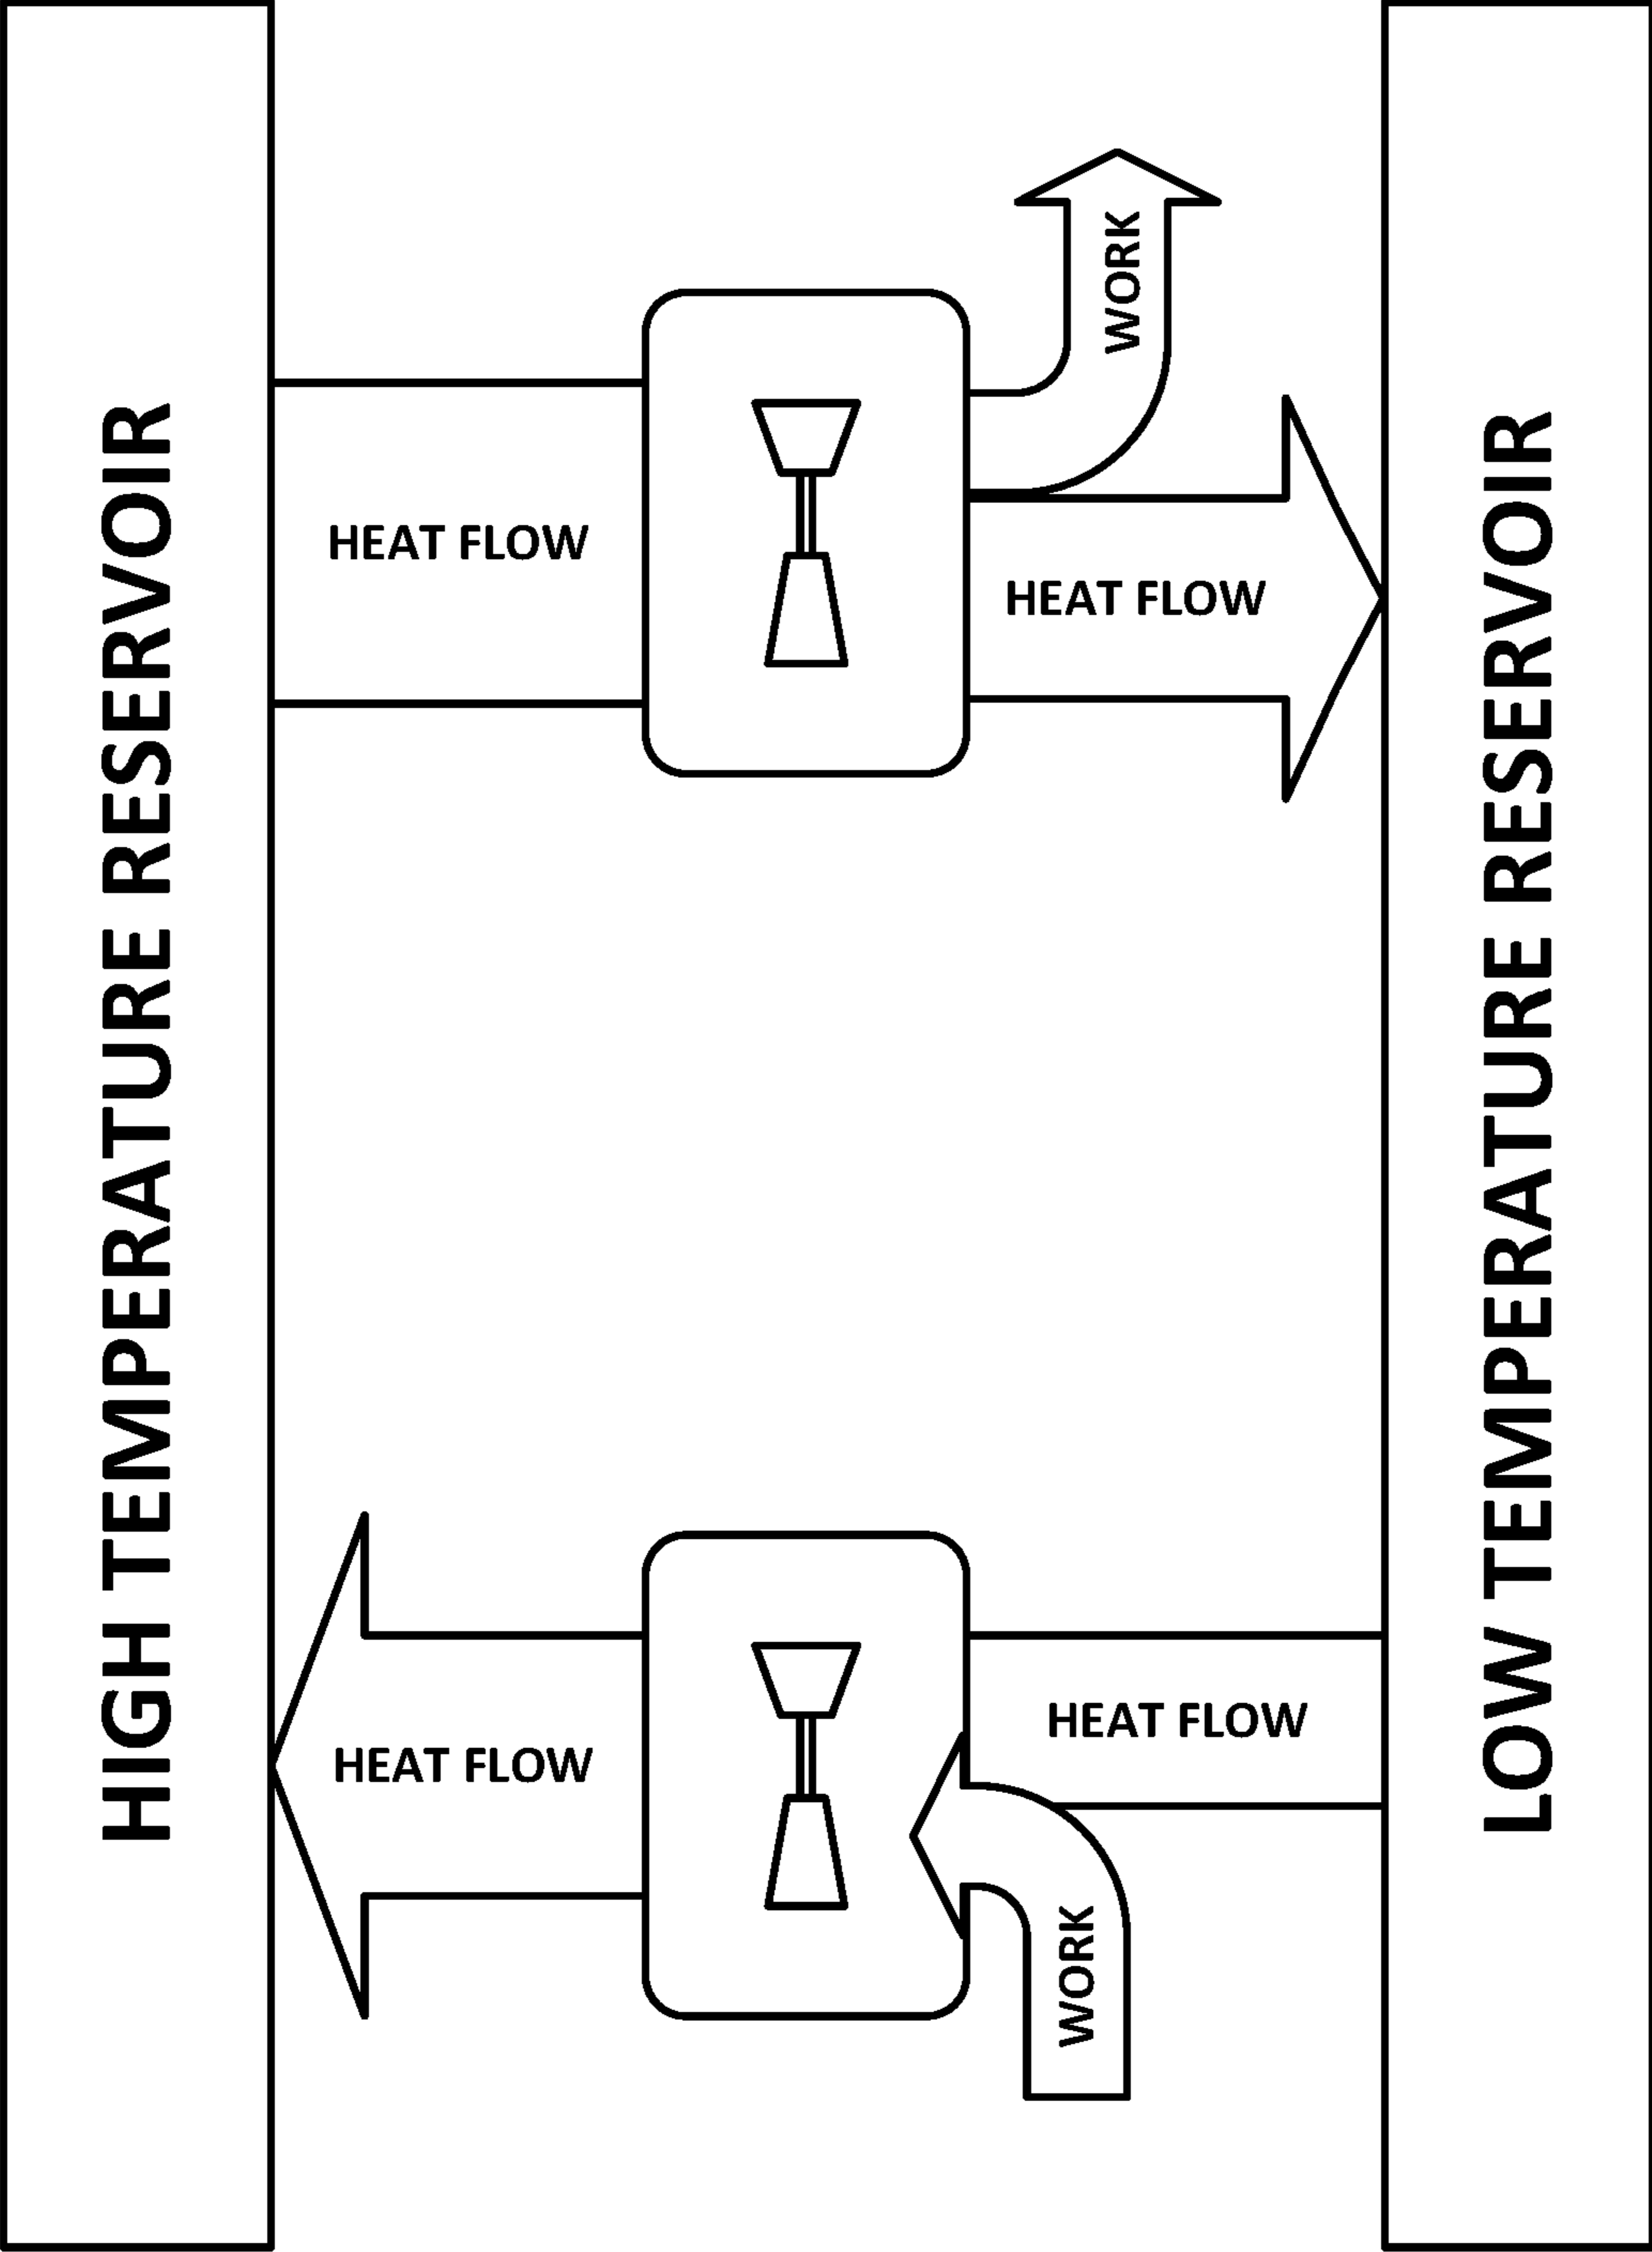 HIGH TEMPERATURE RESERVOIR
HEAT FLOW
WORK
HEAT FLOW
HEAT FLOW
HEAT FLOW
WORK
LOW TEMPERATURE RESERVOIR